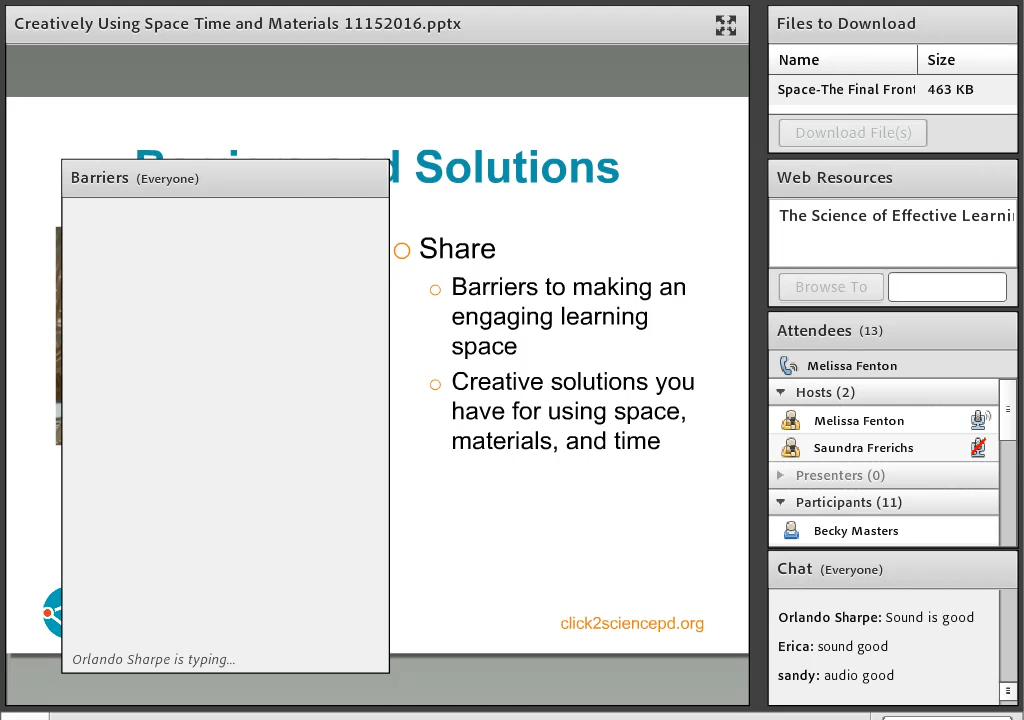 Creatively Using Space Time and Materials 11152016.pptx
Solutions
Barriers (Everyone)
Share
Barriers to making an
engaging learning
space
Creative solutions you
have for using space,
materials, and time
click2sciencepd.org
Orlando Sharpe is typing...
Files to Download
Name Size
Space-The Final Front 463 KB
Download File(s)
Web Resources
The Science of Effective Learni
Browse To
Attendees (13)
Melissa Fenton
Hosts (2)
Melissa Fenton
Saundra Frerichs
Presenters (0)
Participants (11)
Becky Masters
Chat (Everyone)
Orlando Sharpe: Sound is good
Erica: sound good
sandy: audio good